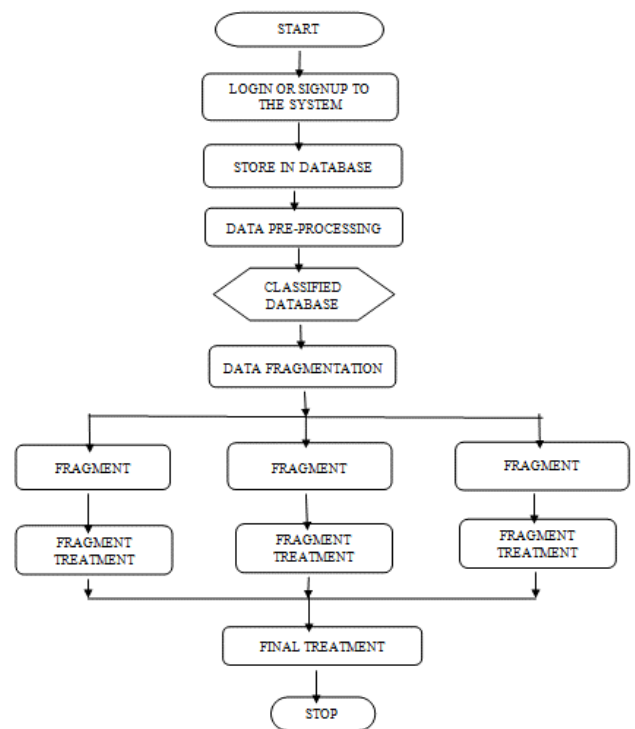 START
LOGIN OR SIGNUP TO
THE SYSTEM
STORE IN DATABASE
DATA PRE-PROCESSING
CLASSIFIED
DATABASE
DATA FRAGMENTATION
FRAGMENT
FRAGMENT
FRAGMENT
FRAGMENT
TREATMENT
FRAGMENT
TREATMENT
FRAGMENT
TREATMENT
FINAL TREATMENT
STOP